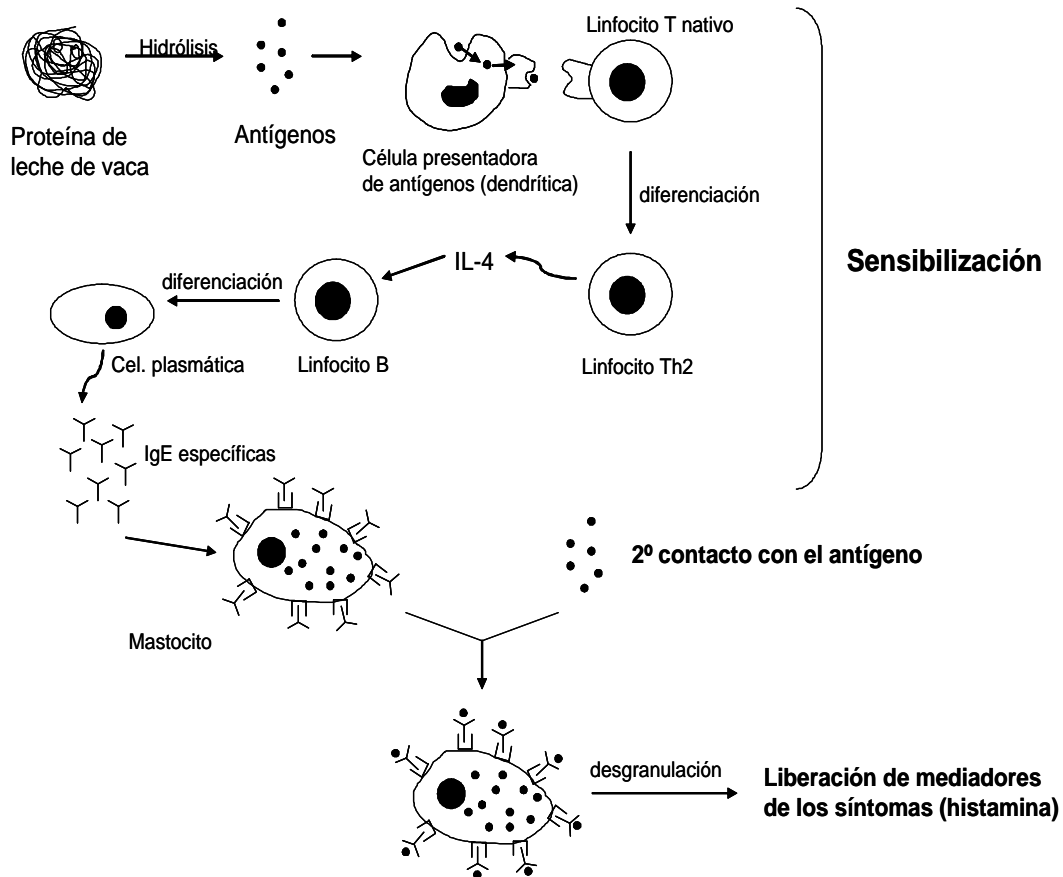 Linfocito T nativo
Hidrólisis
Proteína de
leche de vaca
Antígenos
Célula presentadora
de antígenos (dendrítica)
diferenciación
Sensibilización
IL-4
diferenciación
Cel. plasmática
Linfocito B
Linfocito Th2
IgE específicas
2º contacto con el antígeno
Mastocito
desgranulación
Liberación de mediadores
de los síntomas (histamina)